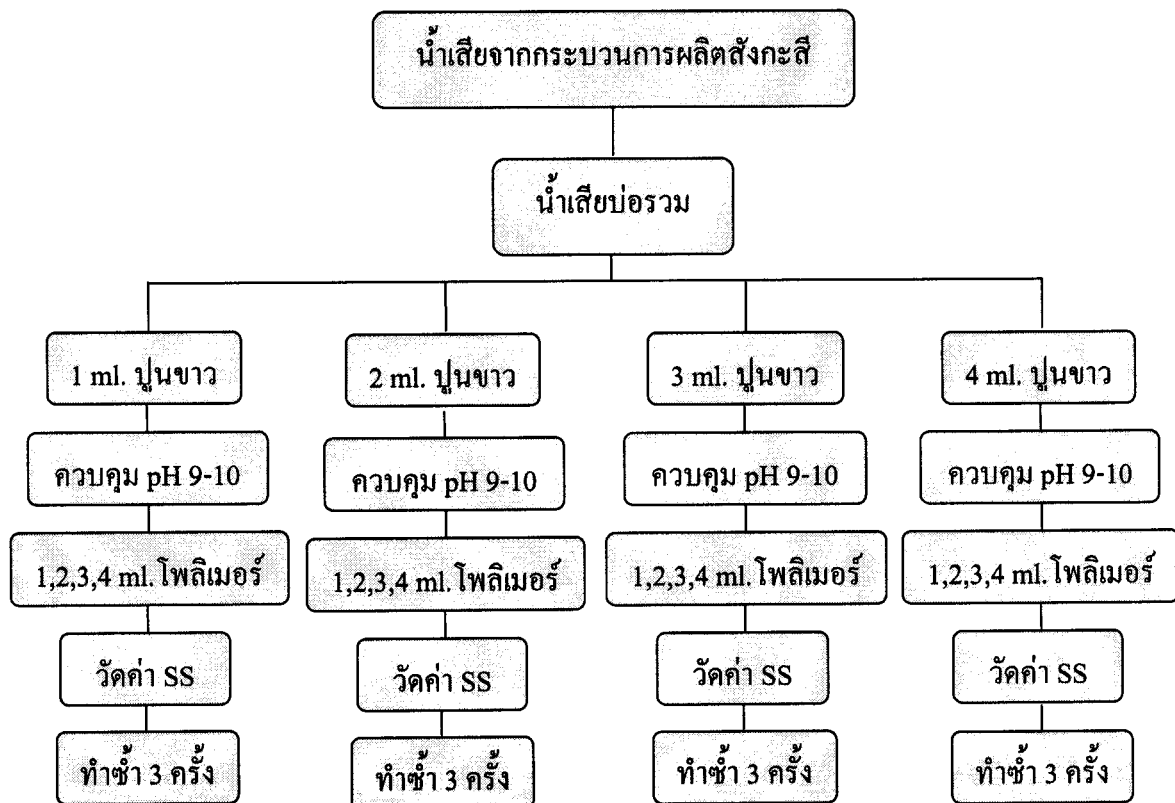 น้ำเสียจากกระบวนการผลิตสังกะสี
น้ำเสียบ่อรวม
1 ml. ปูนขาว
2 ml. ปูนขาว
3 ml. ปูนขาว
4 ml. ปูนขาว
ควบคุม pH 9-10
ควบคุม pH 9-10
ควบคุม pH 9-10
ควบคุม pH 9-10
1,2,3,4 ml. โพลิเมอร์
1,2,3,4 ml. โพลิเมอร์
1,2,3,4 ml. โพลิเมอร์
1,2,3,4 ml. โพลิเมอร์
วัดค่า SS
วัดค่า SS
วัดค่า SS
วัดค่า SS
ทำซ้ำ 3 ครั้ง
ทำซ้ำ 3 ครั้ง
ทำซ้ำ 3 ครั้ง
ทำซ้ำ 3 ครั้ง